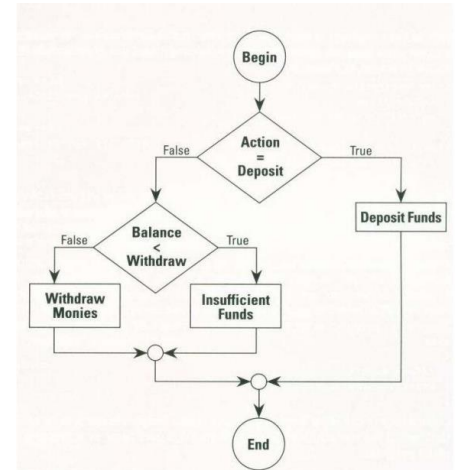 Begin
Action
=
Deposit
False
True
Deposit Funds
Balance
<
Withdraw
False
True
Withdraw
Monies
Insufficient
Funds
End